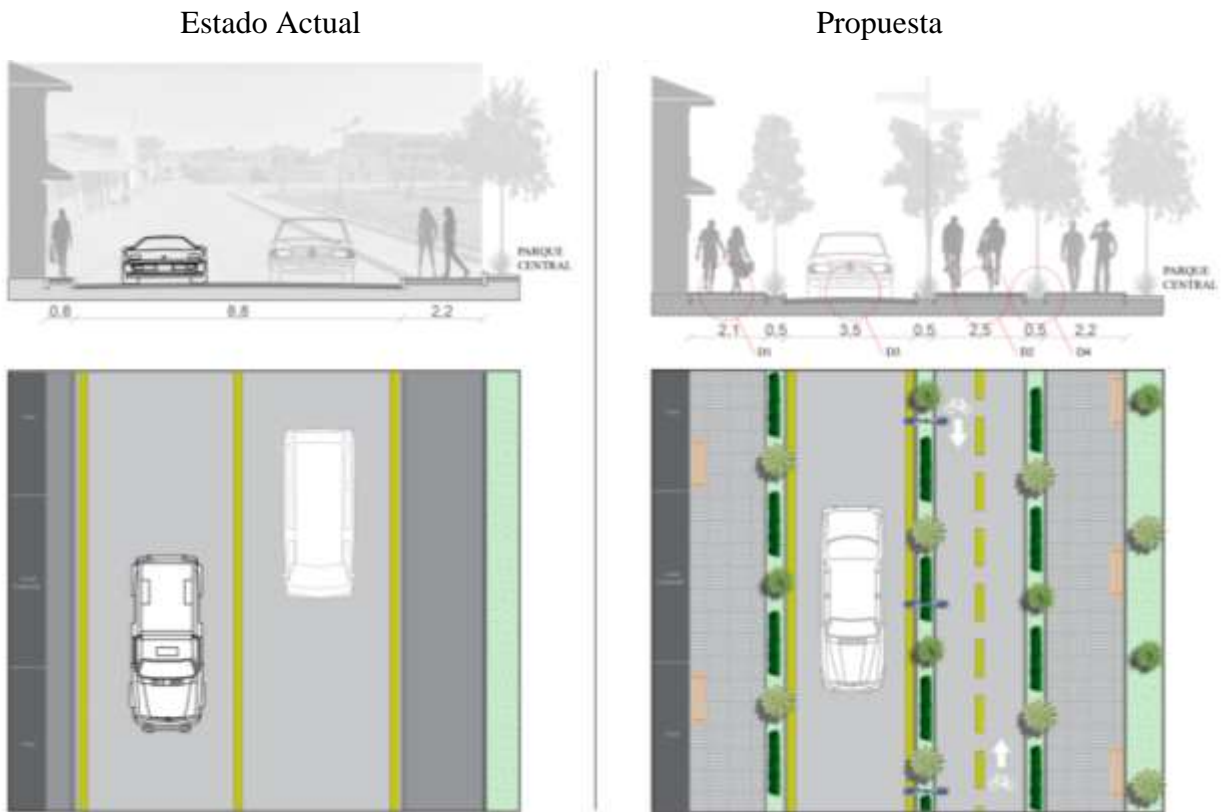 Estado Actual
Propuesta
PARQUE
CENTRAL
0,8 8,8 2,2
PARQUE
CENTRAL
2,1 0,5 3,5 0,5 2,5 0,5 2,2
D1 D3 D2 D4